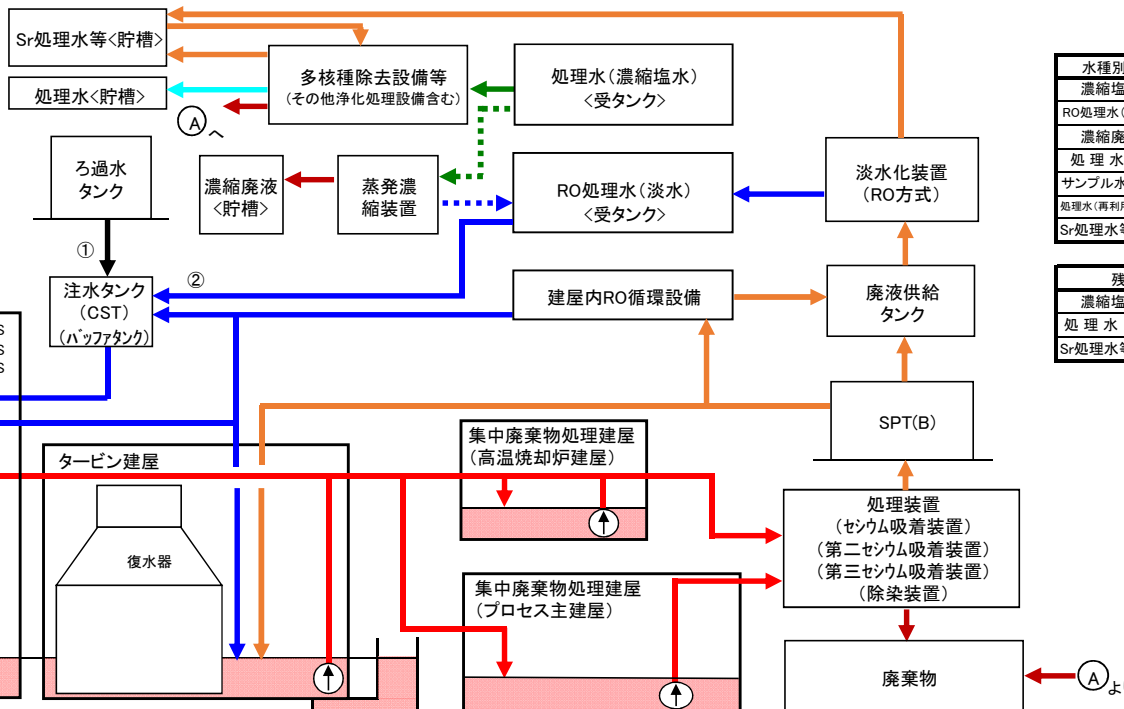 Sr処理水等<貯槽>
処理水<貯槽>
多核種除去設備等
(その他浄化処理設備含む)
処理水(濃縮塩水)
<受タンク>
A へ
ろ過水
タンク
濃縮廃液
<貯槽>
蒸発濃
縮装置
RO処理水(淡水)
<受タンク>
淡水化装置
(RO方式)
①
②
注水タンク
(CST)
(バッファタンク)
建屋内RO循環設備
廃液供給
タンク
S
S
S
SPT(B)
タービン建屋
復水器
集中廃棄物処理建屋
(高温焼却炉建屋)
処理装置
(セシウム吸着装置)
(第二セシウム吸着装置)
(第三セシウム吸着装置)
(除染装置)
集中廃棄物処理建屋
(プロセス主建屋)
廃棄物
A よ
水種別
濃縮塩
RO処理水(
濃縮廃
処 理 水
サンプル水
処理水(再利用
Sr処理水等
残
濃縮塩
処 理 水
Sr処理水等